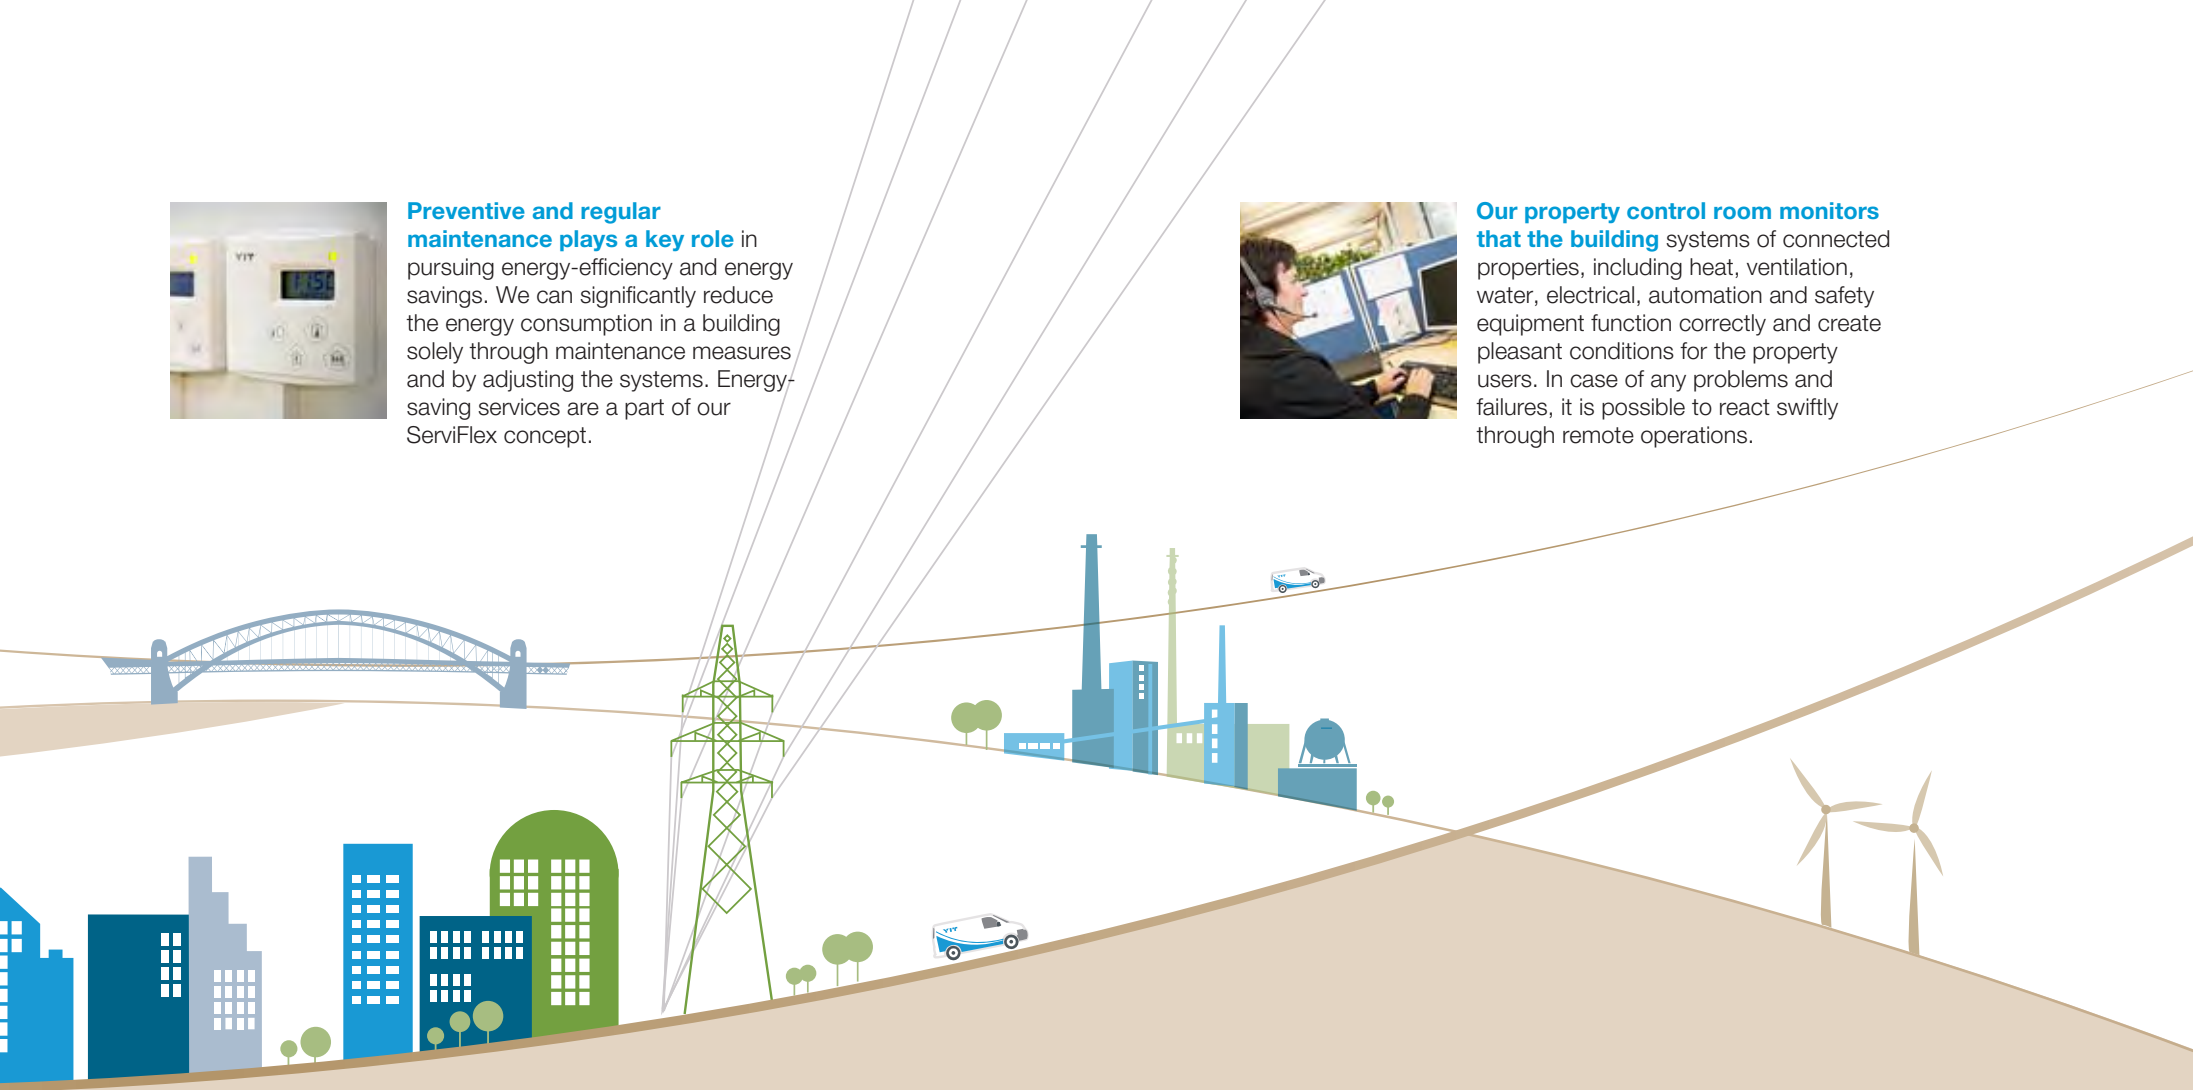 Preventive and regular
maintenance plays a key role in
pursuing energy-efficiency and energy
savings. We can significantly reduce
the energy consumption in a building
solely through maintenance measures
and by adjusting the systems. Energy-
saving services are a part of our
ServiFlex concept.
YIT
Our property control room monitors
that the building systems of connected
properties, including heat, ventilation,
water, electrical, automation and safety
equipment function correctly and create
pleasant conditions for the property
users. In case of any problems and
failures, it is possible to react swiftly
through remote operations.
YIT
YIT